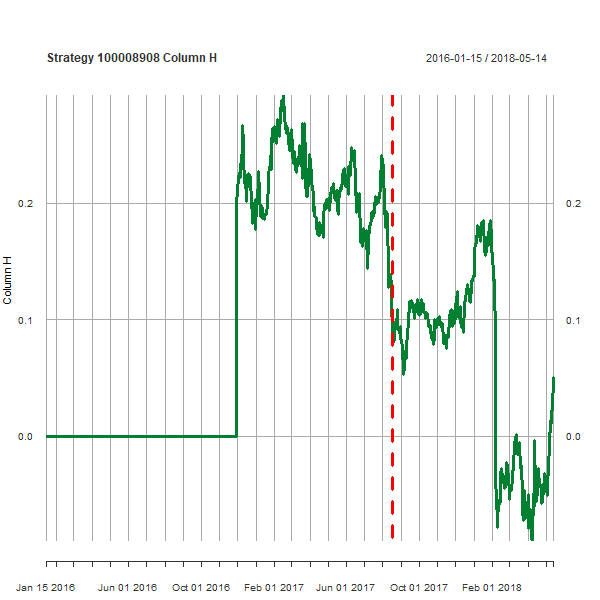 Strategy 100008908 Column H
2016-01-15 / 2018-05-14
Column H
0.2
0.1
0.0
0.2
0.1
0.0
Jan 15 2016
Jun 01 2016
Oct 01 2016
Feb 01 2017
Jun 01 2017
Oct 01 2017
Feb 01 2018